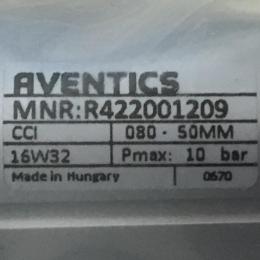 AVENTICS
MNR:R422001209
CCI 080 - 50MM
16W32 Pmax: 10 bar
Made in Hungary 0670